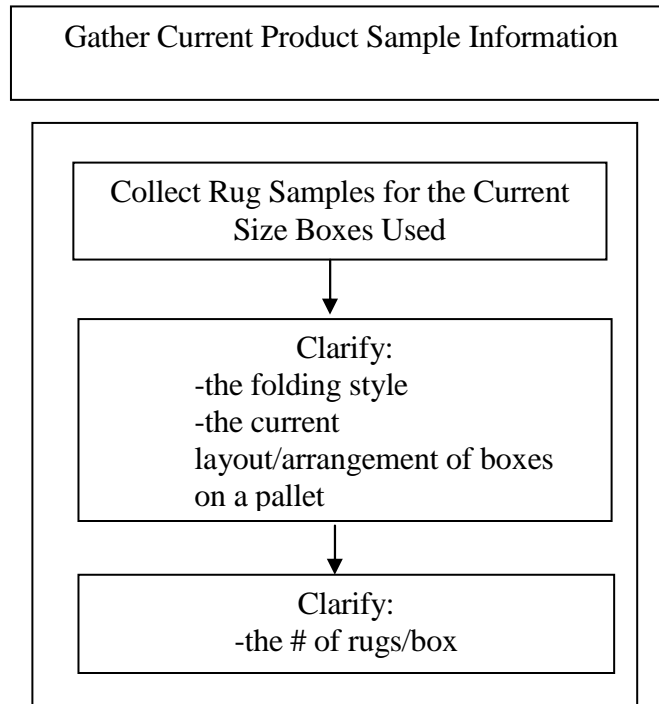 Gather Current Product Sample Information
Collect Rug Samples for the Current
Size Boxes Used
Clarify:
-the folding style
-the current
layout/arrangement of boxes
on a pallet
Clarify:
-the # of rugs/box